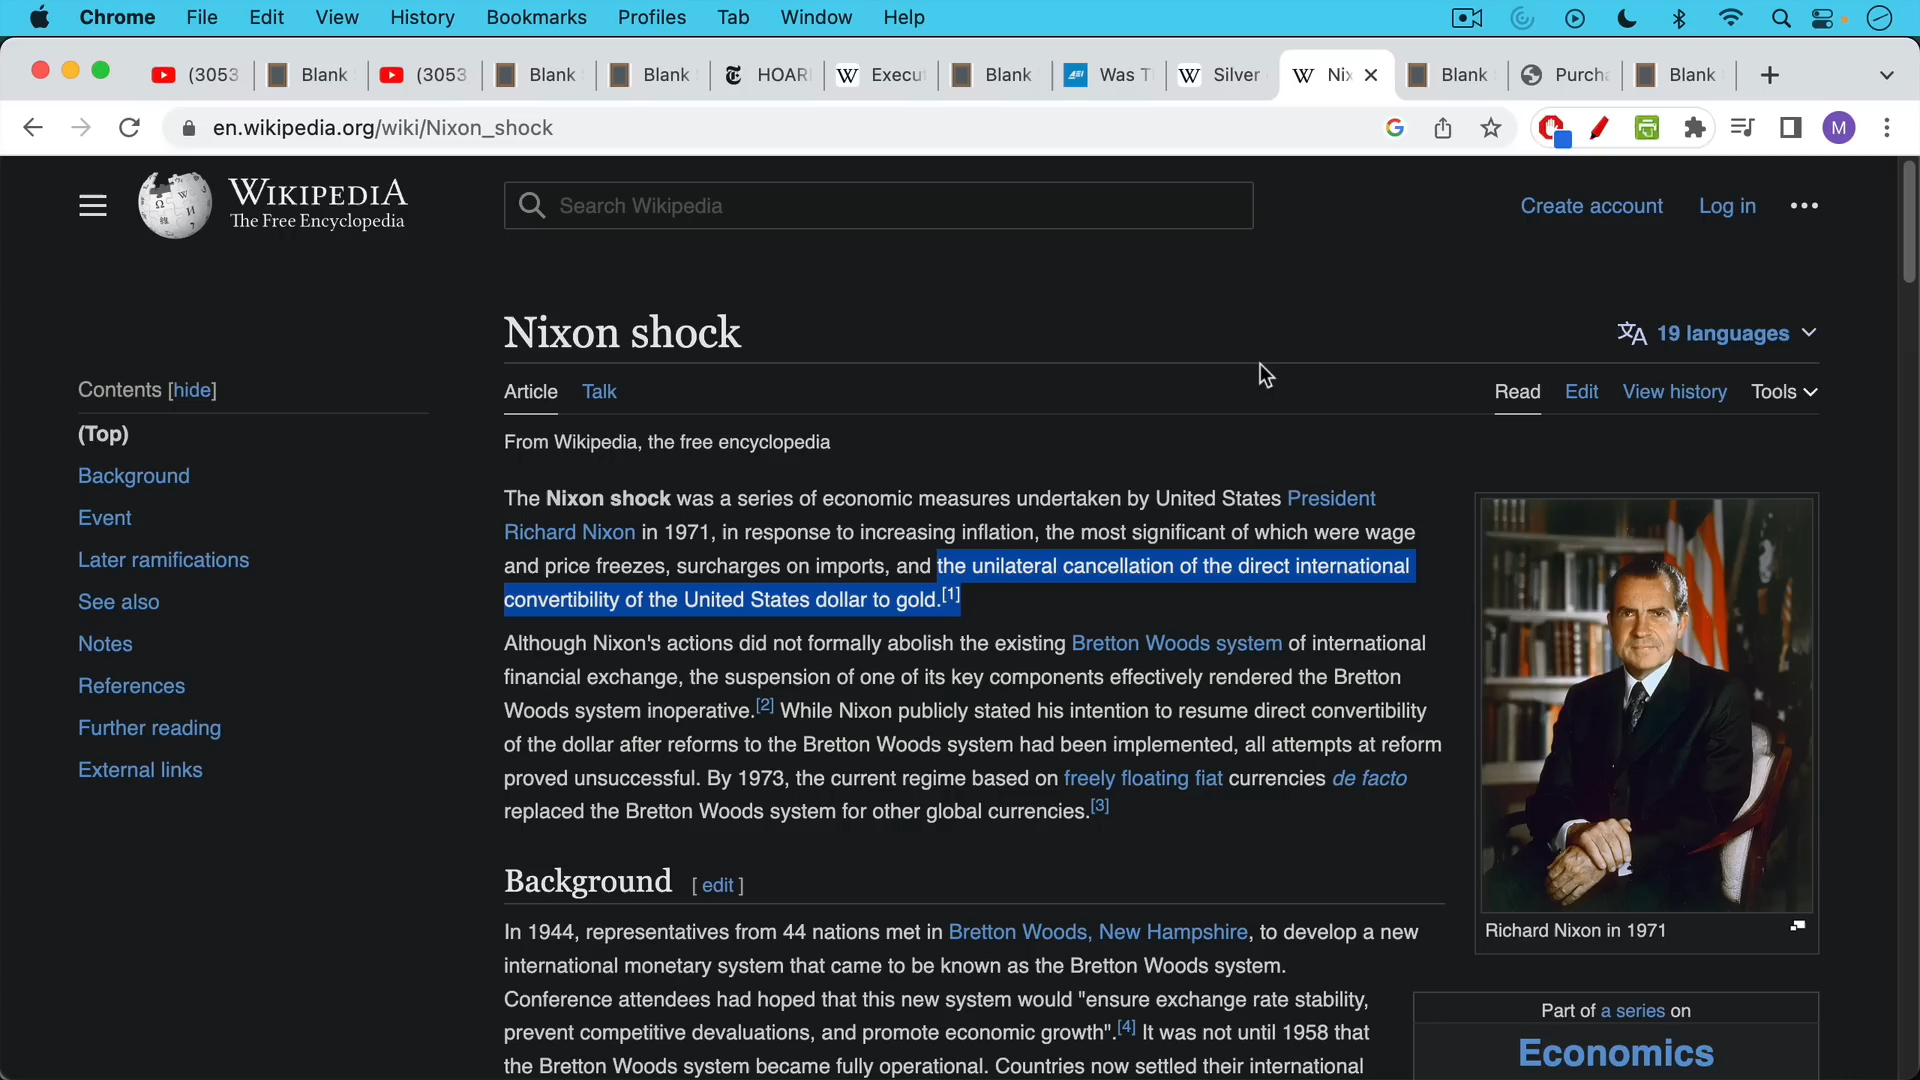 Chrome File Edit View History Bookmarks Profiles Tab Window Help
(3053 Blank (3053 Blank Blank HOAR Execu Blank Was T Silver Nix Blank Purcha Blank
en.wikipedia.org/wiki/Nixon_shock M
WIKIPEDIA
The Free Encyclopedia
Search Wikipedia
Create account Log in
Nixon shock
19 languages
Contents [hide]
(Top)
Background
Event
Later ramifications
See also
Notes
References
Further reading
External links
Article Talk
Read Edit View history Tools
From Wikipedia, the free encyclopedia
The Nixon shock was a series of economic measures undertaken by United States President
Richard Nixon in 1971, in response to increasing inflation, the most significant of which were wage
and price freezes, surcharges on imports, and the unilateral cancellation of the direct international
convertibility of the United States dollar to gold.[1]
Although Nixon's actions did not formally abolish the existing Bretton Woods system of international
financial exchange, the suspension of one of its key components effectively rendered the Bretton
Woods system inoperative.[2] While Nixon publicly stated his intention to resume direct convertibility
of the dollar after reforms to the Bretton Woods system had been implemented, all attempts at reform
proved unsuccessful. By 1973, the current regime based on freely floating fiat currencies de facto
replaced the Bretton Woods system for other global currencies.[3]
Background [ edit ]
In 1944, representatives from 44 nations met in Bretton Woods, New Hampshire, to develop a new
international monetary system that came to be known as the Bretton Woods system.
Conference attendees had hoped that this new system would "ensure exchange rate stability,
prevent competitive devaluations, and promote economic growth".[4] It was not until 1958 that
the Bretton Woods system became fully operational. Countries now settled their international
Richard Nixon in 1971
Part of a series on
Economics